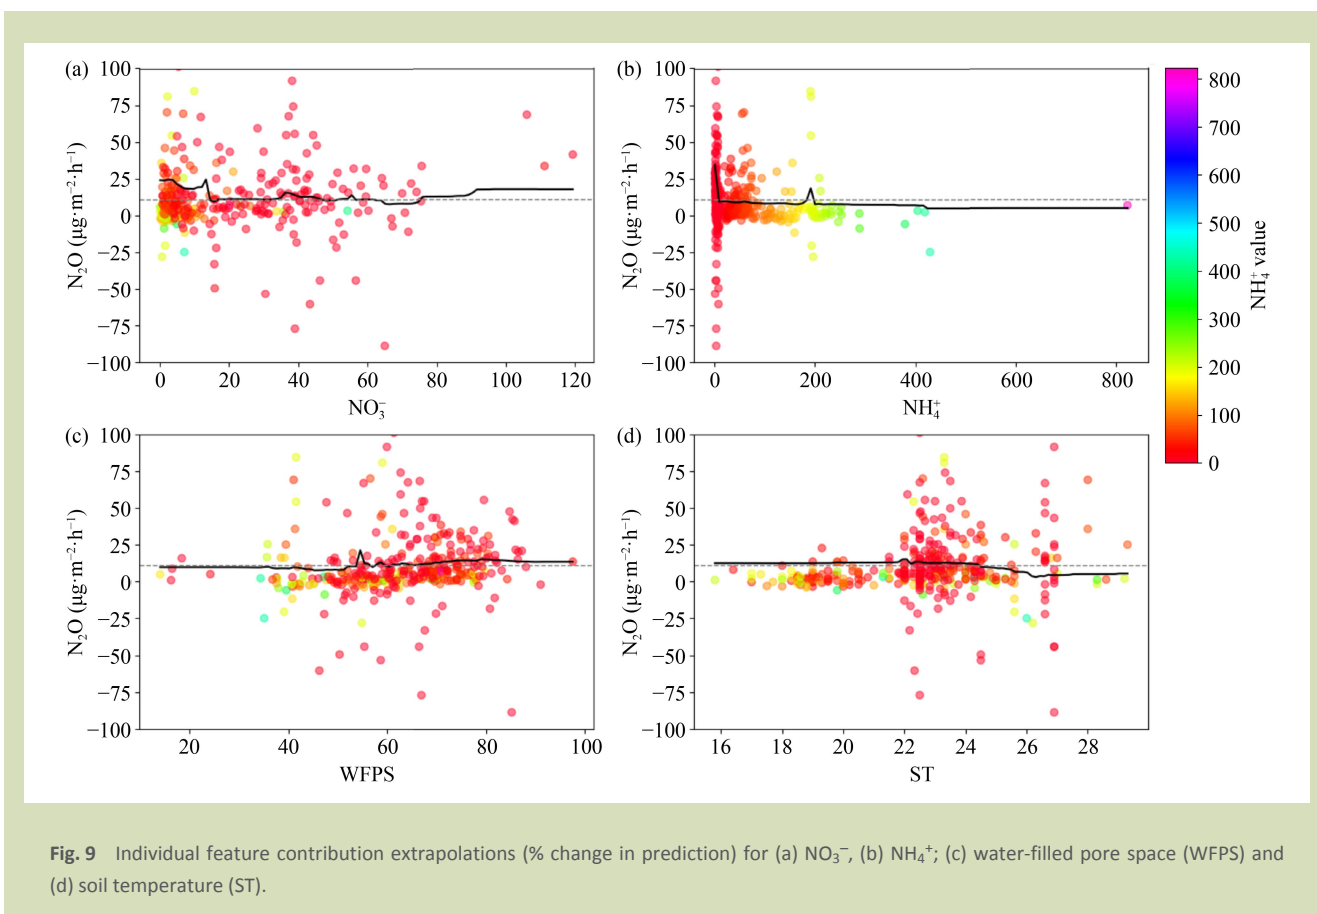 (a)
N₂O (μg·m⁻²·h⁻¹)
100
75
50
25
0
−25
−50
−75
−100
0 20 40 60 80 100 120
NO₃⁻
(b)
N₂O (μg·m⁻²·h⁻¹)
100
75
50
25
0
−25
−50
−75
−100
0 200 400 600 800
NH₄⁺
800
700
600
500
400
300
200
100
0
NH₄⁺ value
(c)
N₂O (μg·m⁻²·h⁻¹)
100
75
50
25
0
−25
−50
−75
−100
20 40 60 80 100
WFPS
(d)
N₂O (μg·m⁻²·h⁻¹)
100
75
50
25
0
−25
−50
−75
−100
16 18 20 22 24 26 28
ST
Fig. 9 Individual feature contribution extrapolations (% change in prediction) for (a) NO₃⁻, (b) NH₄⁺; (c) water-filled pore space (WFPS) and
(d) soil temperature (ST).